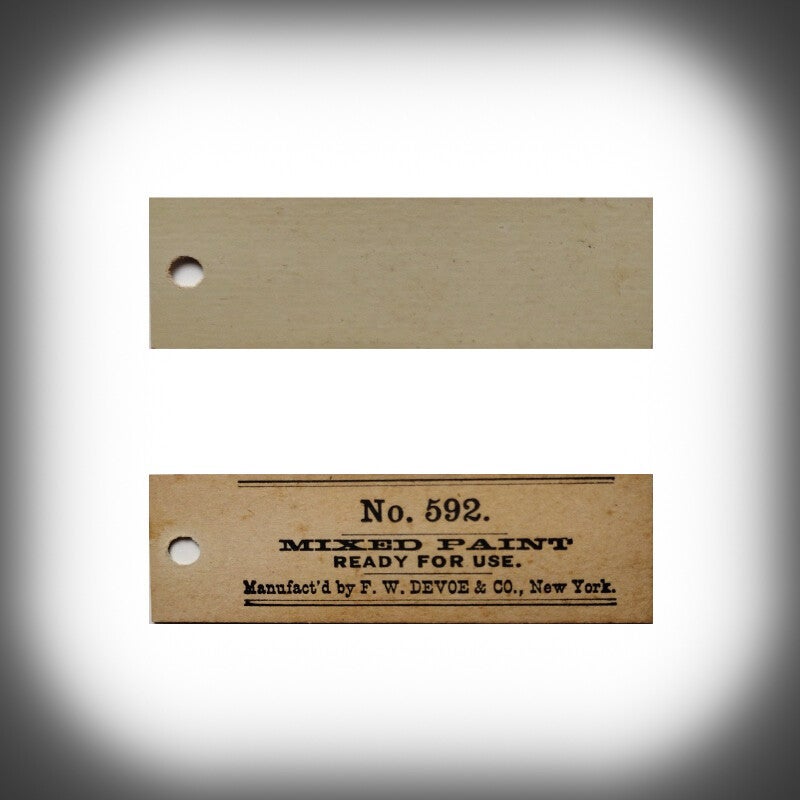 No. 592.
MIXED PAINT
READY FOR USE.
Manufact'd by F. W. DEVOE & CO., New York.